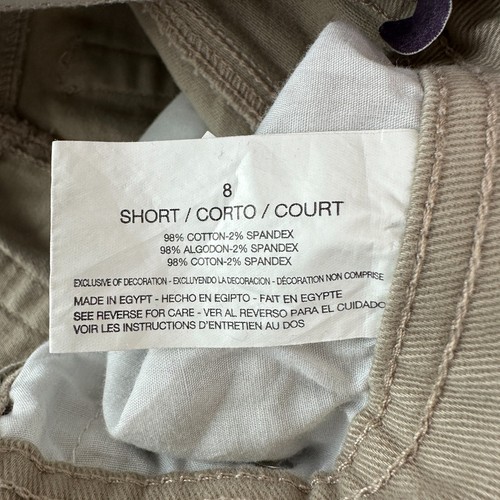 8
SHORT / CORTO / COURT
98% COTTON-2% SPANDEX
98% ALGODON-2% SPANDEX
98% COTON-2% SPANDEX
EXCLUSIVE OF DECORATION - EXCLUYENDO LA DECORACION - DÉCORATION NON COMPRISE
MADE IN EGYPT - HECHO EN EGIPTO - FAIT EN EGYPTE
SEE REVERSE FOR CARE - VER AL REVERSO PARA EL CUIDADO
VOIR LES INSTRUCTIONS D'ENTRETIEN AU DOS